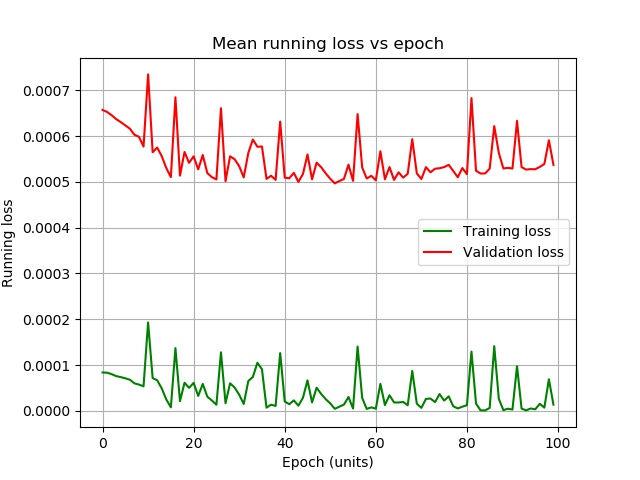 Mean running loss vs epoch
Running loss
0.0007
0.0006
0.0005
0.0004
0.0003
0.0002
0.0001
0.0000
Training loss
Validation loss
0 20 40 60 80 100
Epoch (units)